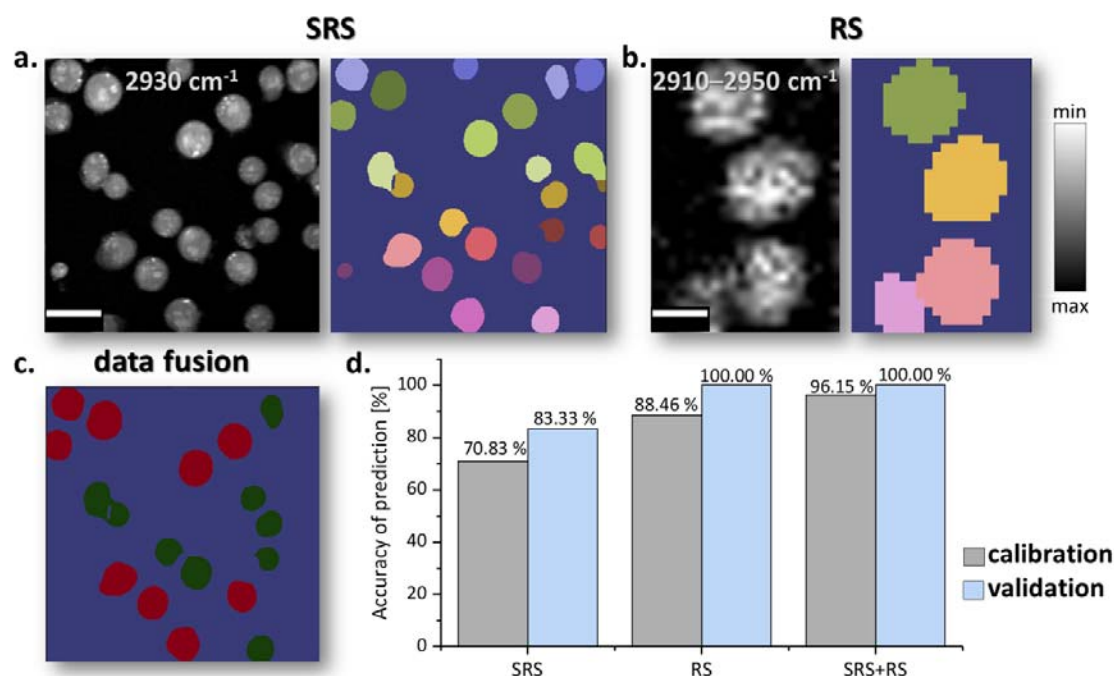 SRS
RS
a.
2930 cm-1
b.
2910–2950 cm-1
min
max
c.
data fusion
d.
Accuracy of prediction [%]
100
80
60
40
20
0
70.83 %
83.33 %
88.46 %
100.00 %
96.15 %
100.00 %
SRS
RS
SRS+RS
calibration
validation